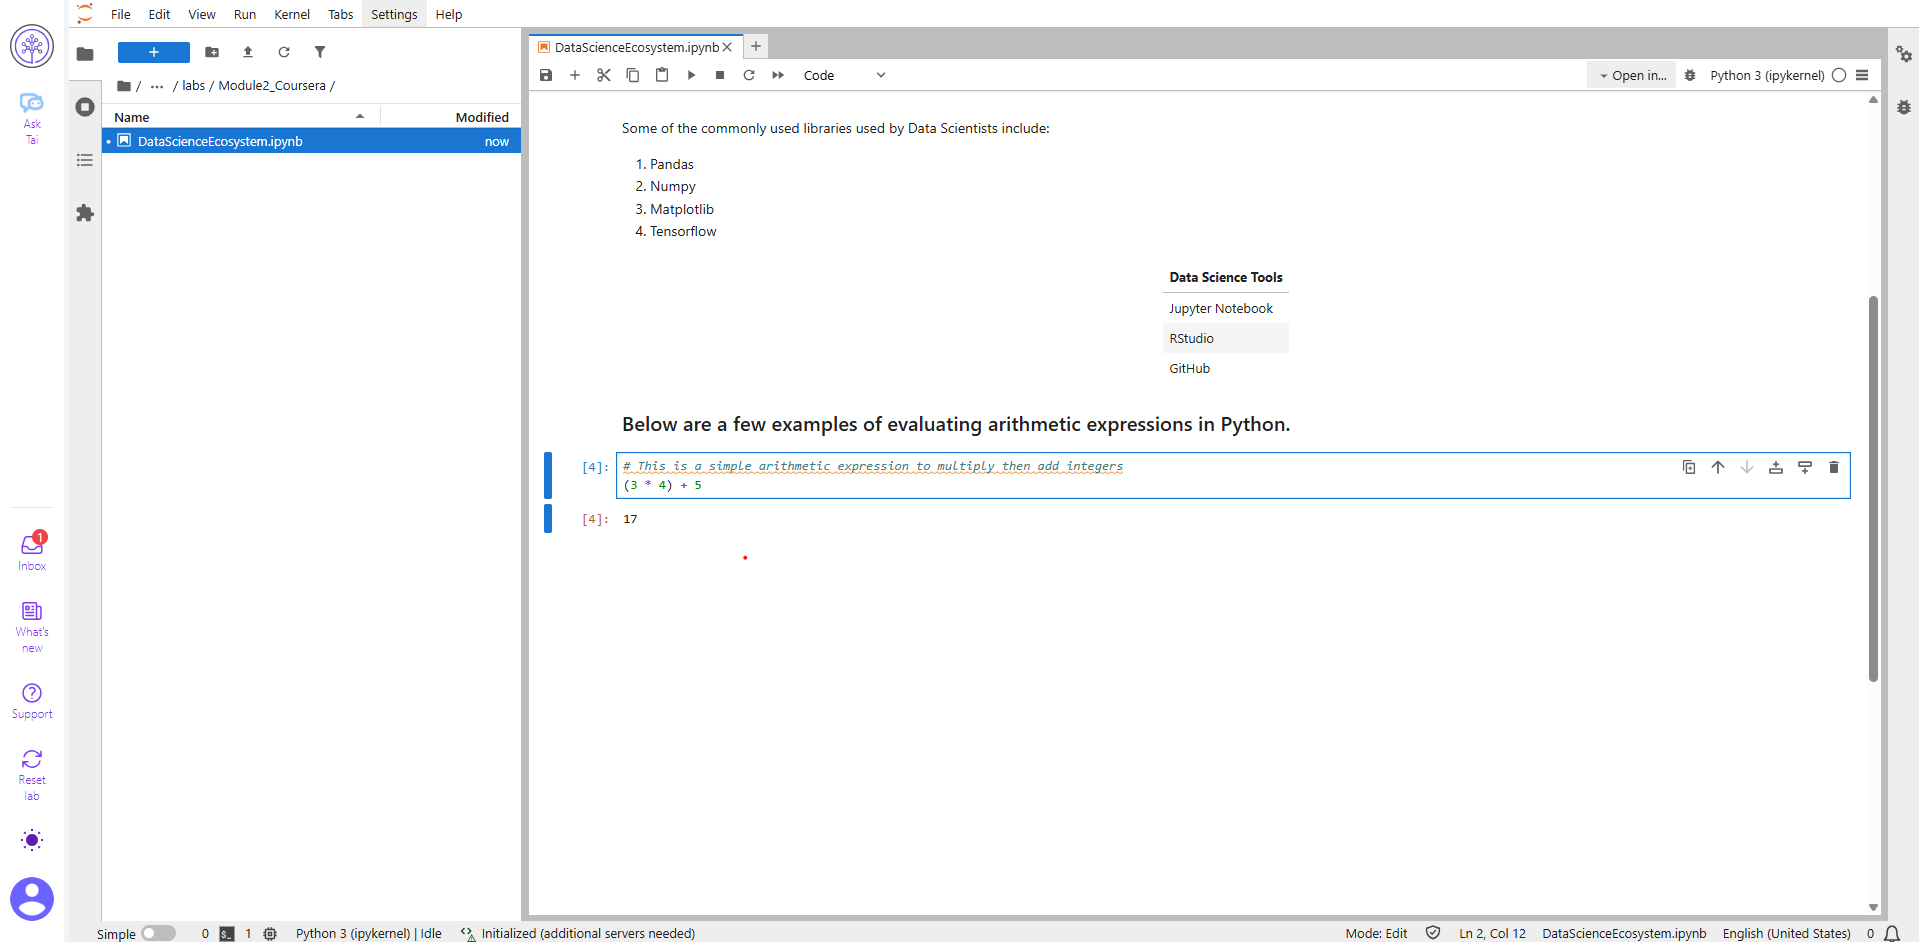 File Edit View Run Kernel Tabs Settings Help
Ask
Tai
/ ... / labs / Module2_Coursera /
Name Modified
DataScienceEcosystem.ipynb now
Inbox
1
What's
new
Support
Reset
lab
DataScienceEcosystem.ipynb
Code
Open in...
Python 3 (ipykernel)
Some of the commonly used libraries used by Data Scientists include:
1. Pandas
2. Numpy
3. Matplotlib
4. Tensorflow
Data Science Tools
Jupyter Notebook
RStudio
GitHub
Below are a few examples of evaluating arithmetic expressions in Python.
[4]: # This is a simple arithmetic expression to multiply then add integers
(3 * 4) + 5
[4]: 17
Simple 0 $_ 1 Python 3 (ipykernel) | Idle Initialized (additional servers needed) Mode: Edit Ln 2, Col 12 DataScienceEcosystem.ipynb English (United States) 0